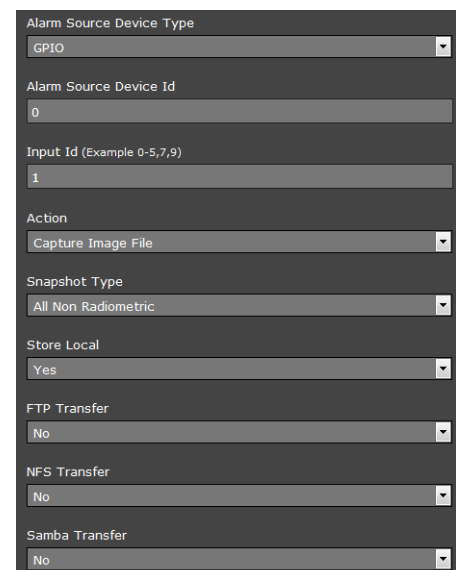 Alarm Source Device Type
GPIO
Alarm Source Device Id
0
Input Id (Example 0-5,7,9)
1
Action
Capture Image File
Snapshot Type
All Non Radiometric
Store Local
Yes
FTP Transfer
No
NFS Transfer
No
Samba Transfer
No